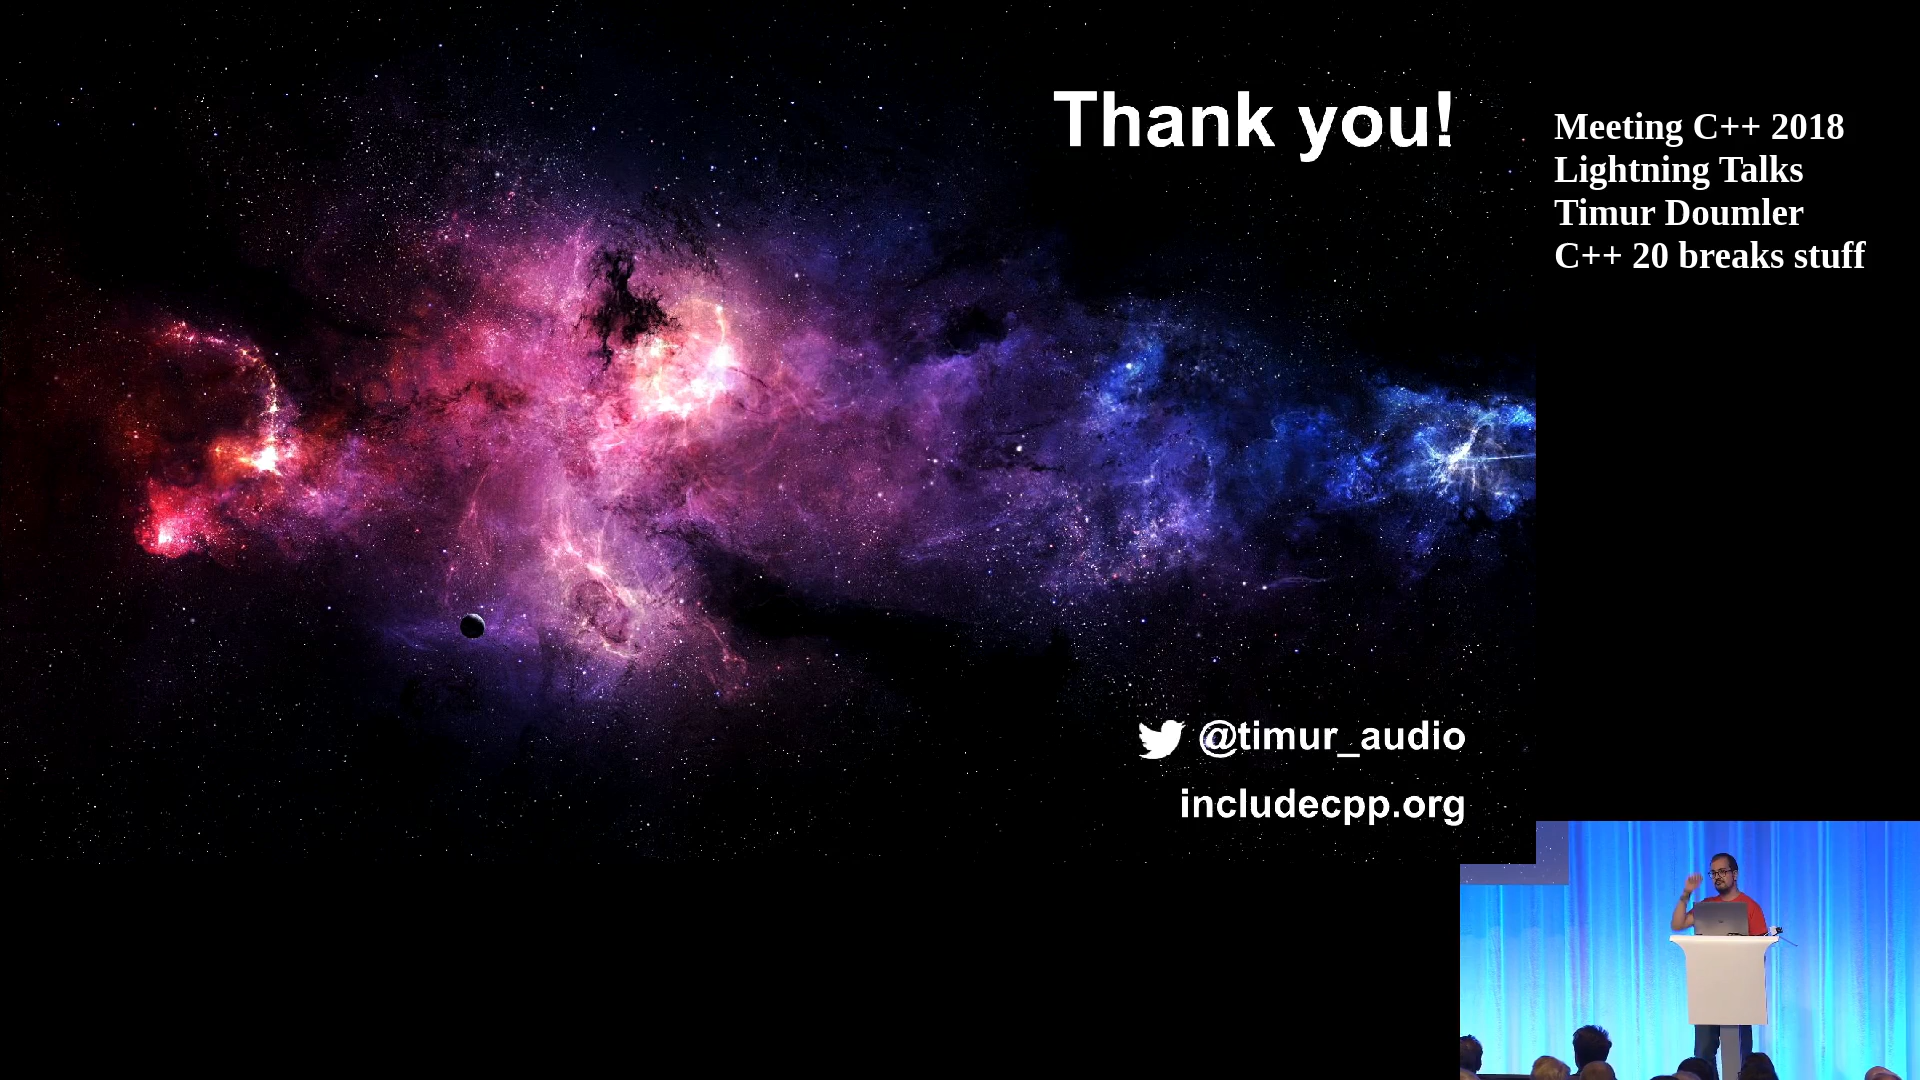 Thank you!
Meeting C++ 2018
Lightning Talks
Timur Doumler
C++ 20 breaks stuff
@timur_audio
includecpp.org